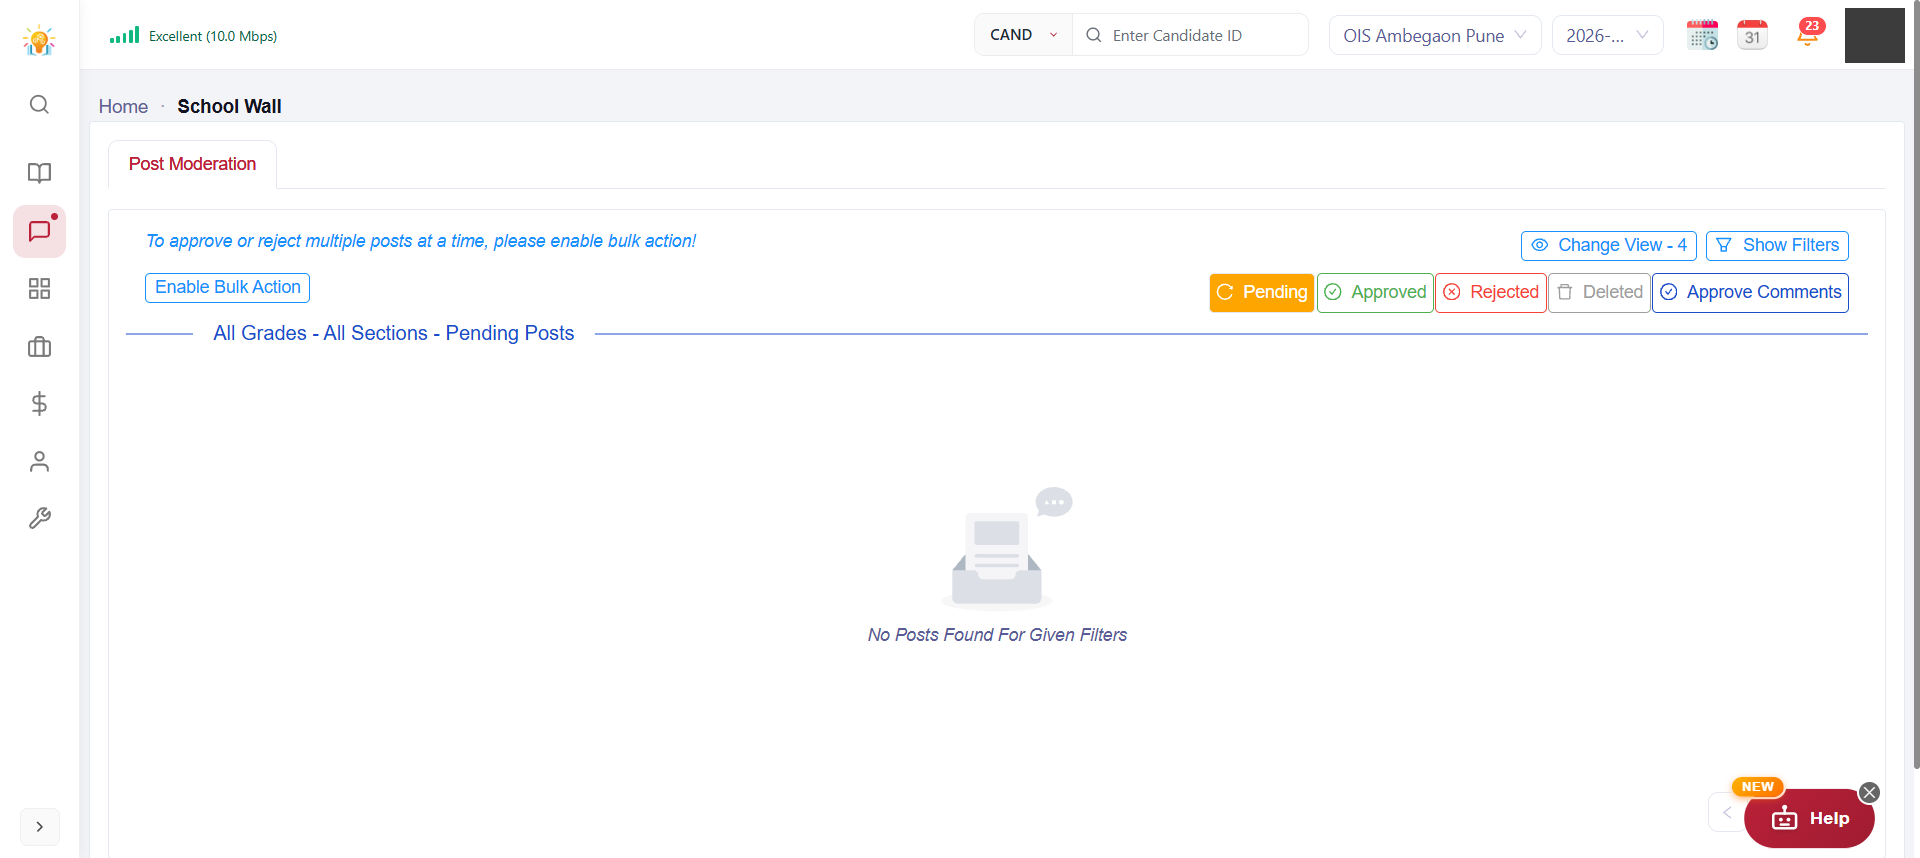 Excellent (10.0 Mbps)
CAND
Enter Candidate ID
OIS Ambegaon Pune
2026-...
31
23
Home · School Wall
Post Moderation
To approve or reject multiple posts at a time, please enable bulk action!
Change View - 4
Show Filters
Enable Bulk Action
Pending
Approved
Rejected
Deleted
Approve Comments
All Grades - All Sections - Pending Posts
No Posts Found For Given Filters
NEW
Help